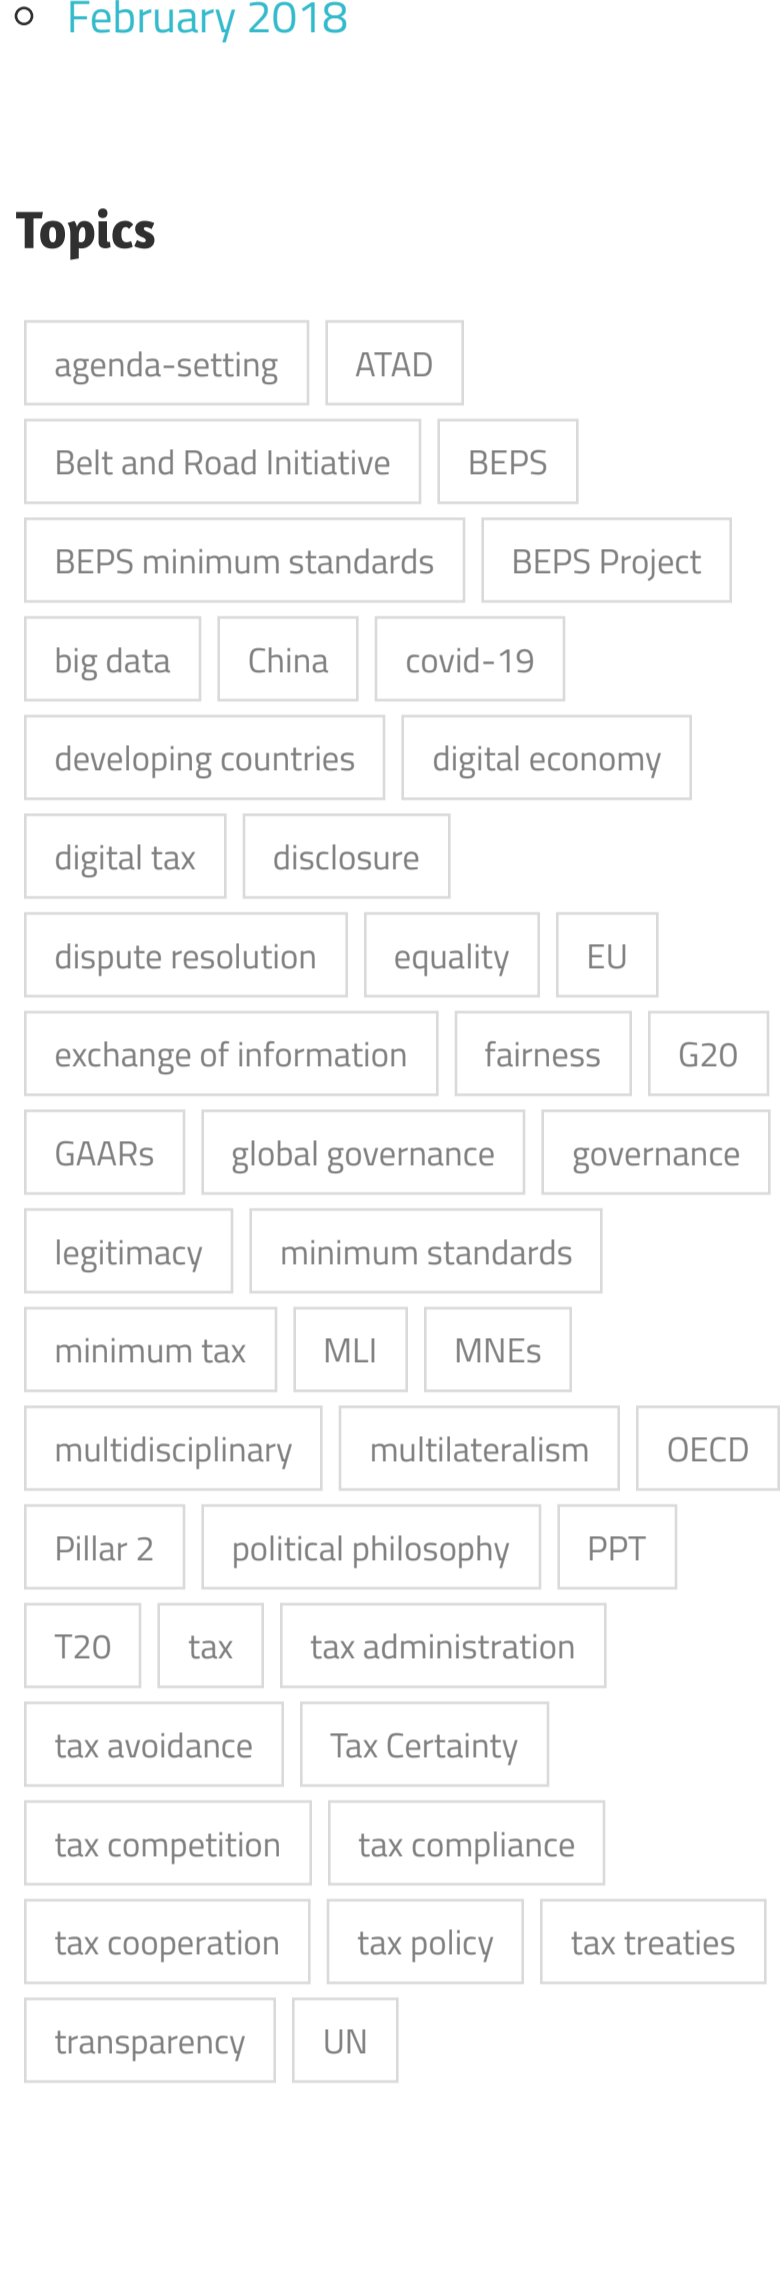 February 2018
Topics
agenda-setting ATAD
Belt and Road Initiative BEPS
BEPS minimum standards BEPS Project
big data China covid-19
developing countries digital economy
digital tax disclosure
dispute resolution equality EU
exchange of information fairness G20
GAARs global governance governance
legitimacy minimum standards
minimum tax MLI MNEs
multidisciplinary multilateralism OECD
Pillar 2 political philosophy PPT
T20 tax tax administration
tax avoidance Tax Certainty
tax competition tax compliance
tax cooperation tax policy tax treaties
transparency UN